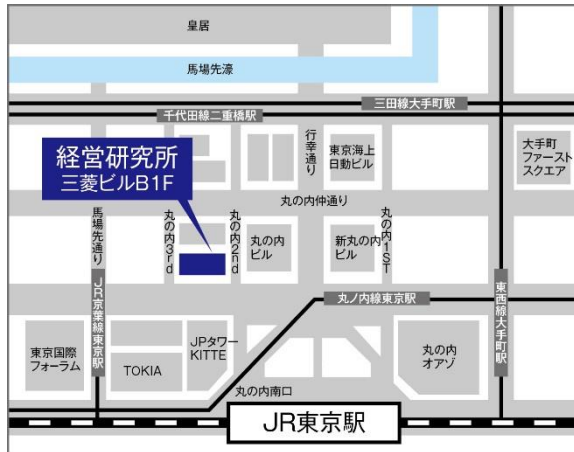 皇居
馬場先濠
三田線大手町駅
千代田線二重橋駅
行幸通り
東京海上
日動ビル
大手町
ファースト
スクエア
経営研究所
三菱ビルB1F
丸の内仲通り
馬場先通り
丸の内3rd
丸の内2nd
丸の内
ビル
新丸の内
ビル
丸の内1ST
JR京葉線東京駅
丸ノ内線東京駅
東西線大手町駅
東京国際
フォーラム
TOKIA
JPタワー
KITTE
丸の内
オアゾ
丸の内南口
JR東京駅